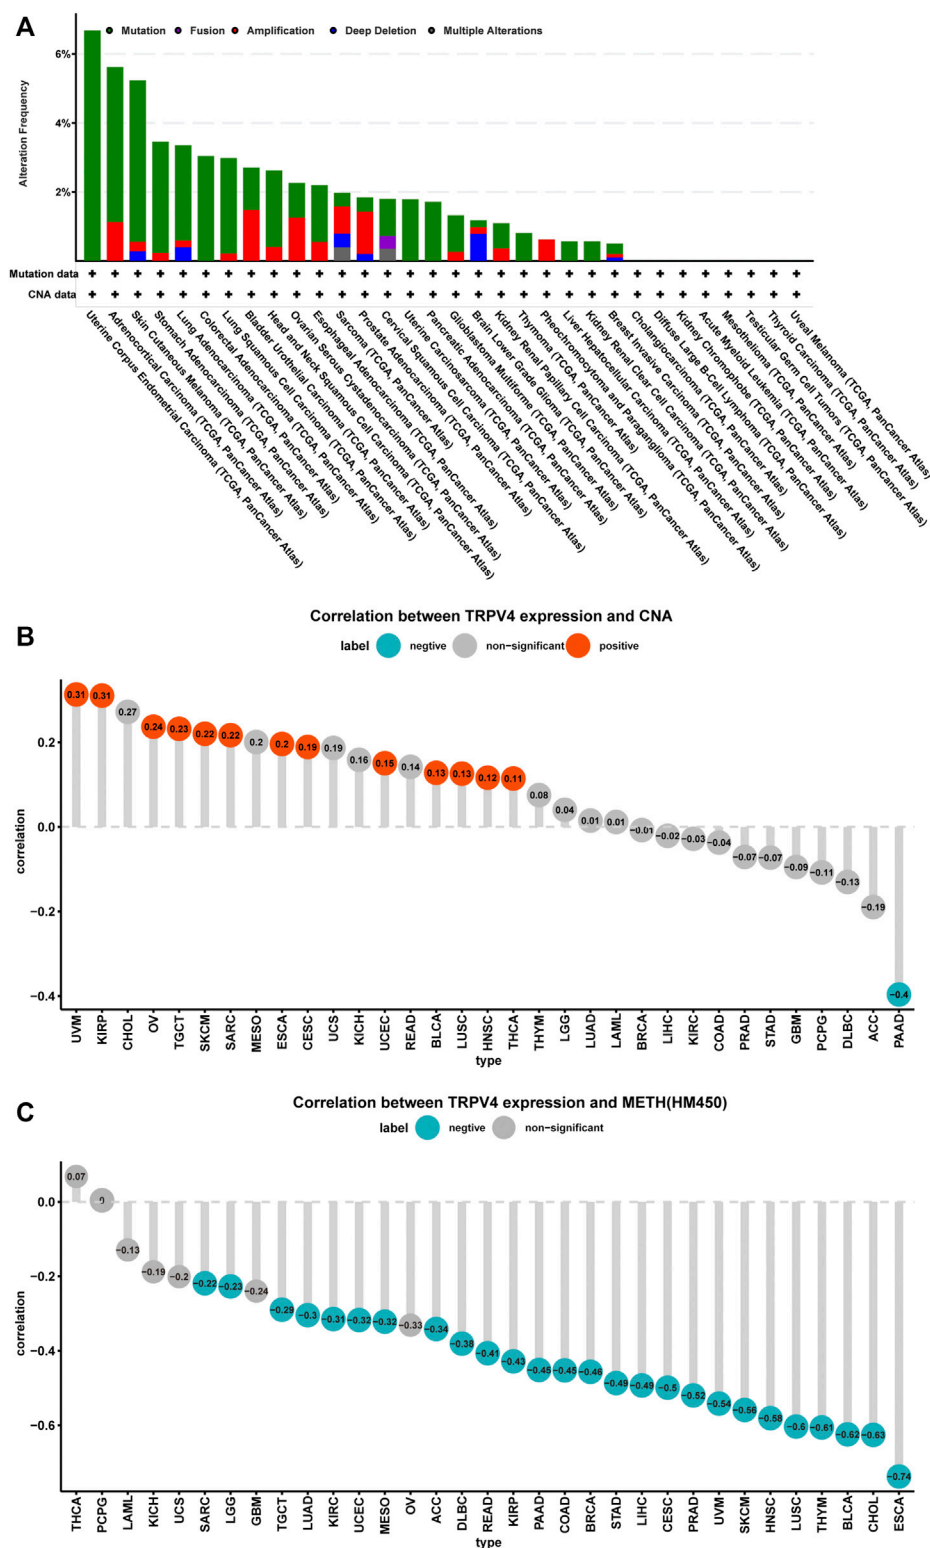 A
Mutation Fusion Amplification Deep Deletion Multiple Alterations
Alteration Frequency
6%
4%
2%
Mutation data + + + + + + + + + + + + + + + + + + + + + + + + + + + + + + + +
CNA data + + + + + + + + + + + + + + + + + + + + + + + + + + + + + + + +
Uterine Corpus Endometrial Carcinoma (TCGA, PanCancer Atlas)
Adrenocortical Carcinoma (TCGA, PanCancer Atlas)
Skin Cutaneous Melanoma (TCGA, PanCancer Atlas)
Stomach Adenocarcinoma (TCGA, PanCancer Atlas)
Lung Adenocarcinoma (TCGA, PanCancer Atlas)
Colorectal Adenocarcinoma (TCGA, PanCancer Atlas)
Lung Squamous Cell Carcinoma (TCGA, PanCancer Atlas)
Bladder Urothelial Carcinoma (TCGA, PanCancer Atlas)
Head and Neck Squamous Cell Carcinoma (TCGA, PanCancer Atlas)
Ovarian Serous Cystadenocarcinoma (TCGA, PanCancer Atlas)
Esophageal Adenocarcinoma (TCGA, PanCancer Atlas)
Sarcoma (TCGA, PanCancer Atlas)
Prostate Adenocarcinoma (TCGA, PanCancer Atlas)
Cervical Squamous Cell Carcinoma (TCGA, PanCancer Atlas)
Uterine Carcinosarcoma (TCGA, PanCancer Atlas)
Pancreatic Adenocarcinoma (TCGA, PanCancer Atlas)
Glioblastoma Multiforme (TCGA, PanCancer Atlas)
Brain Lower Grade Glioma (TCGA, PanCancer Atlas)
Kidney Renal Papillary Cell Carcinoma (TCGA, PanCancer Atlas)
Thymoma (TCGA, PanCancer Atlas)
Pheochromocytoma and Paraganglioma (TCGA, PanCancer Atlas)
Liver Hepatocellular Carcinoma (TCGA, PanCancer Atlas)
Kidney Renal Clear Cell Carcinoma (TCGA, PanCancer Atlas)
Breast Invasive Carcinoma (TCGA, PanCancer Atlas)
Cholangiocarcinoma (TCGA, PanCancer Atlas)
Diffuse Large B-Cell Lymphoma (TCGA, PanCancer Atlas)
Kidney Chromophobe (TCGA, PanCancer Atlas)
Acute Myeloid Leukemia (TCGA, PanCancer Atlas)
Mesothelioma (TCGA, PanCancer Atlas)
Testicular Germ Cell Tumors (TCGA, PanCancer Atlas)
Thyroid Carcinoma (TCGA, PanCancer Atlas)
Uveal Melanoma (TCGA, PanCancer Atlas)
B
Correlation between TRPV4 expression and CNA
label negtive non−significant positive
correlation
0.2
0.0
−0.2
−0.4
0.31 0.31 0.27 0.24 0.23 0.22 0.22 0.2 0.2 0.19 0.19 0.16 0.15 0.14 0.13 0.13 0.12 0.11 0.08 0.04 0.01 0.01 −0.01 −0.02 −0.03 −0.04 −0.07 −0.07 −0.09 −0.11 −0.13 −0.19 −0.4
UVM KIRP CHOL OV TGCT SKCM SARC MESO ESCA CESC UCS KICH UCEC READ BLCA LUSC HNSC THCA THYM LGG LUAD LAML BRCA LIHC KIRC COAD PRAD STAD GBM PCPG DLBC ACC PAAD
type
C
Correlation between TRPV4 expression and METH(HM450)
label negtive non−significant
correlation
0.0
−0.2
−0.4
−0.6
0.07 0 −0.13 −0.19 −0.2 −0.22 −0.23 −0.24 −0.29 −0.3 −0.31 −0.32 −0.32 −0.33 −0.34 −0.38 −0.41 −0.43 −0.45 −0.45 −0.46 −0.49 −0.49 −0.5 −0.52 −0.54 −0.56 −0.58 −0.6 −0.61 −0.62 −0.63 −0.74
THCA PCPG LAML KICH UCS SARC LGG GBM TGCT LUAD KIRC UCEC MESO OV ACC DLBC READ KIRP PAAD COAD BRCA STAD LIHC CESC PRAD UVM SKCM HNSC LUSC THYM BLCA CHOL ESCA
type